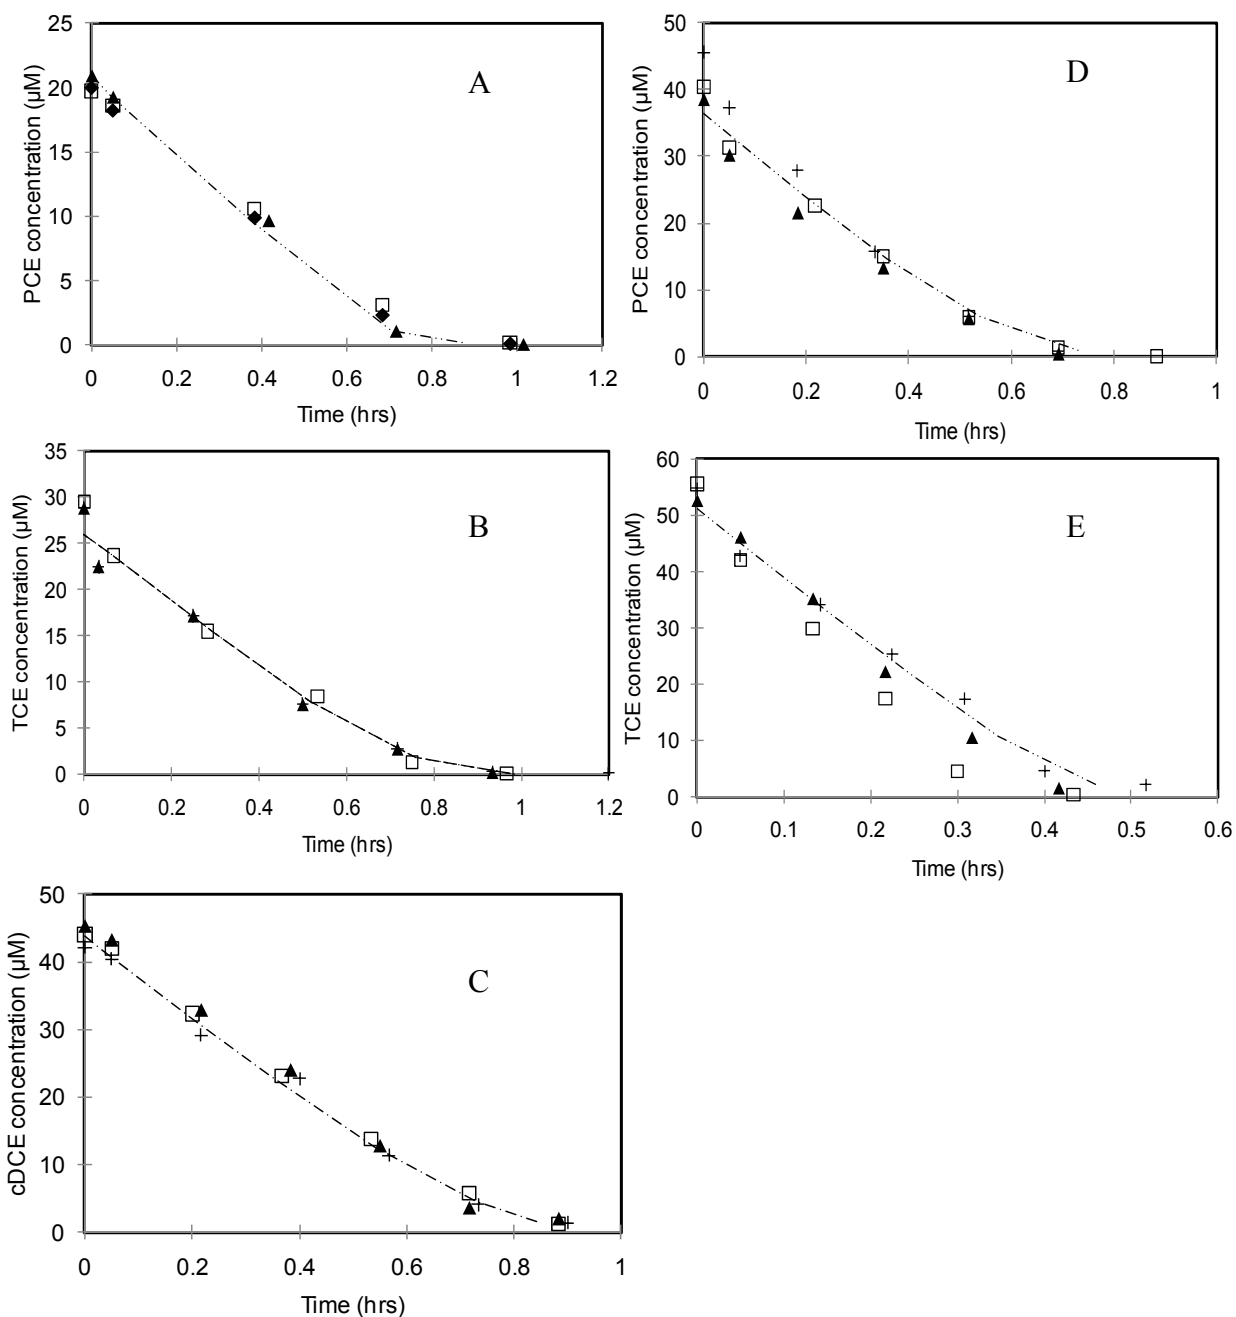 25
20
15
10
5
0
PCE concentration (µM)
A
0 0.2 0.4 0.6 0.8 1 1.2
Time (hrs)
50
40
30
20
10
0
PCE concentration (µM)
D
0 0.2 0.4 0.6 0.8 1
Time (hrs)
35
30
25
20
15
10
5
0
TCE concentration (µM)
B
0 0.2 0.4 0.6 0.8 1.0 1.20
Time (hrs)
60
50
40
30
20
10
0
TCE concentration (µM)
E
0 0.1 0.2 0.3 0.4 0.5 0.6
Time (hrs)
50
40
30
20
10
0
cDCE concentration (µM)
C
0 0.2 0.4 0.6 0.8 1
Time (hrs)